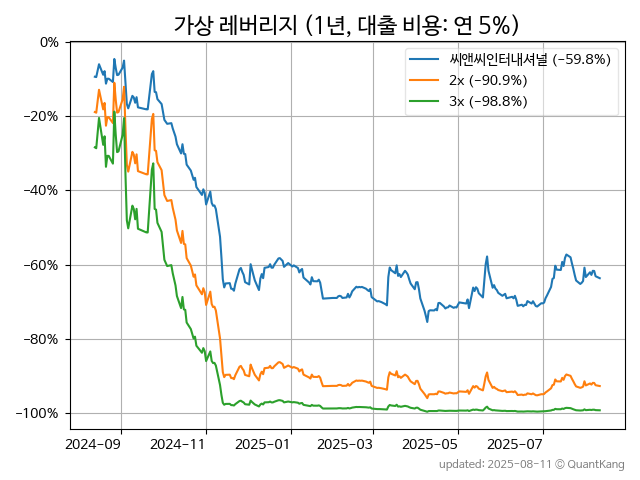 가상 레버리지 (1년, 대출 비용: 연 5%)
0%
−20%
−40%
−60%
−80%
−100%
씨앤씨인터내셔널 (−59.8%)
2x (−90.9%)
3x (−98.8%)
2024-09
2024-11
2025-01
2025-03
2025-05
2025-07
updated: 2025-08-11 © QuantKang